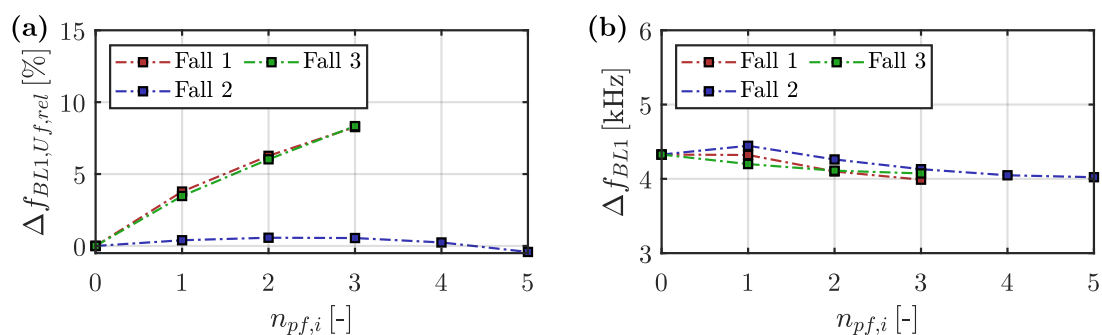 (a)
Δf_{BL1,Uf,rel} [%]
15
10
5
0
Fall 1
Fall 3
Fall 2
0 1 2 3 4 5
n_{pf,i} [-]
(b)
Δf_{BL1} [kHz]
6
5
4
3
Fall 1
Fall 3
Fall 2
0 1 2 3 4 5
n_{pf,i} [-]